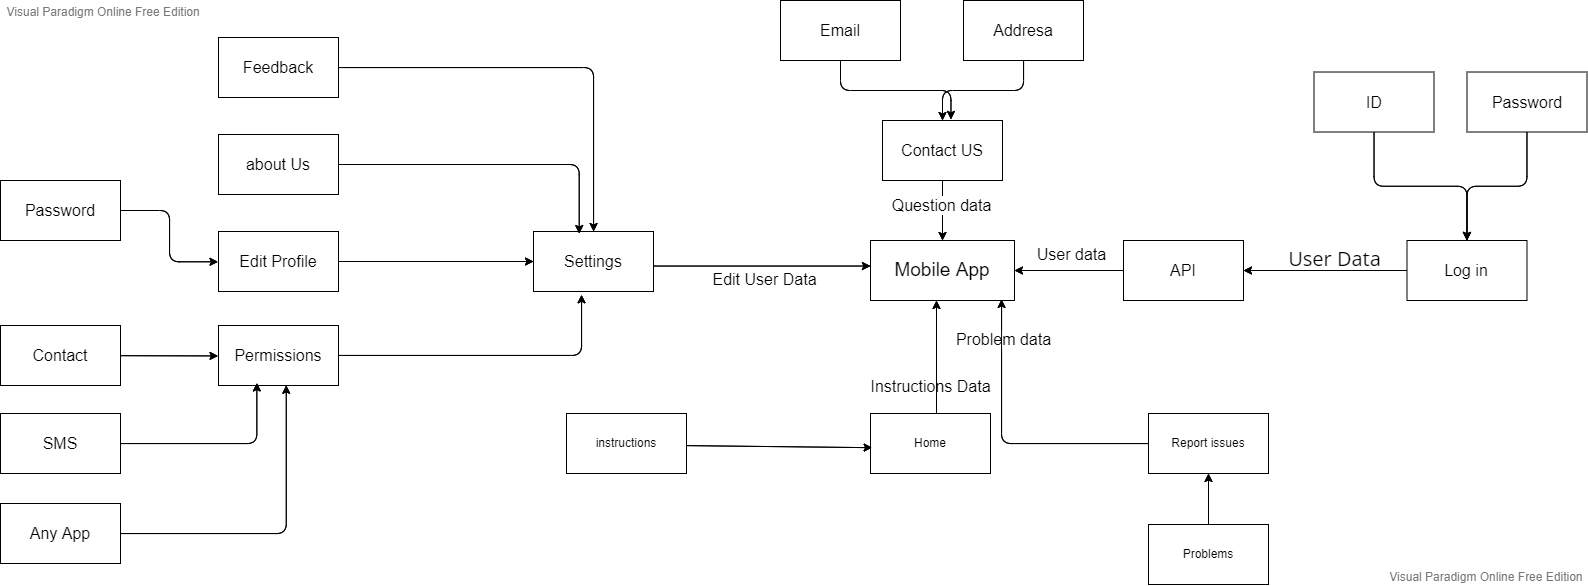 Visual Paradigm Online Free Edition
Email
Addresa
Feedback
ID
Password
Contact US
about Us
Password
Question data
Edit Profile
Settings
Edit User Data
Mobile App
User data
API
User Data
Log in
Contact
Permissions
Problem data
Instructions Data
SMS
instructions
Home
Report issues
Any App
Problems
Visual Paradigm Online Free Edition